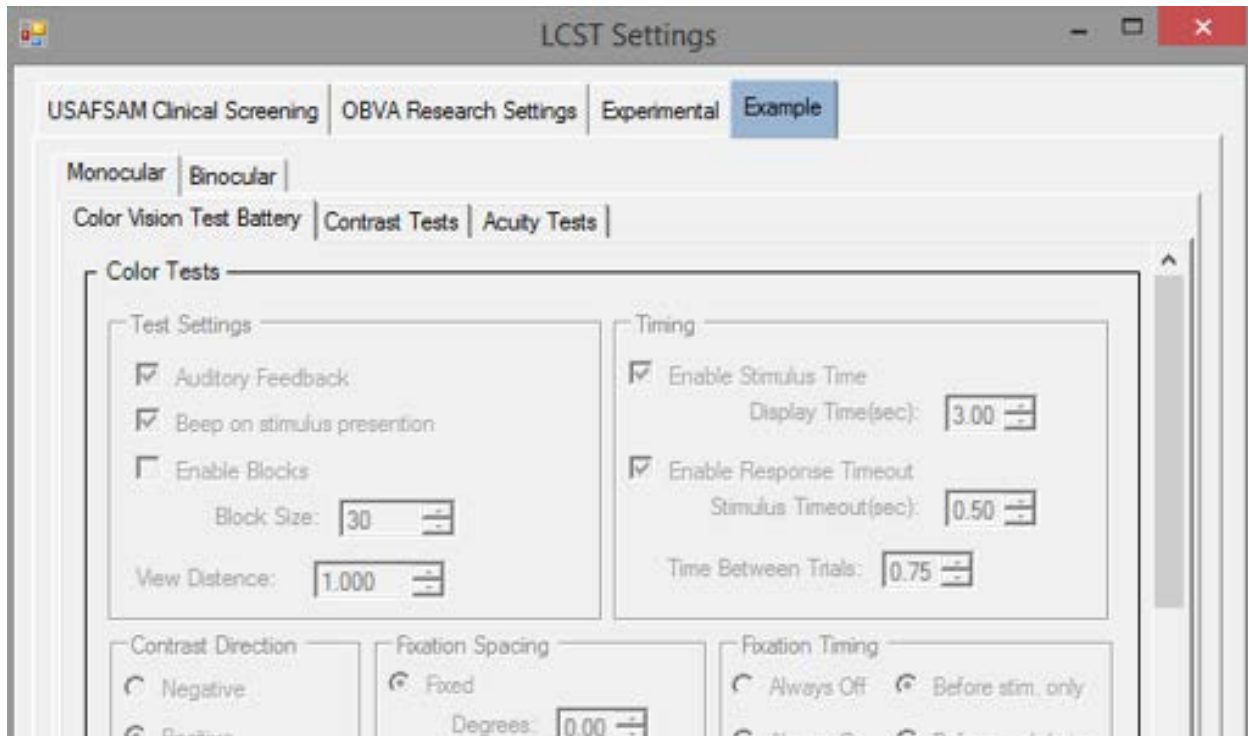 LCST Settings
USAFSAM Clinical Screening OBVA Research Settings Experimental Example
Monocular Binocular
Color Vision Test Battery Contrast Tests Acuity Tests
Color Tests
Test Settings
Auditory Feedback
Beep on stimulus presention
Enable Blocks
Block Size: 30
View Distence: 1.000
Timing
Enable Stimulus Time
Display Time(sec): 3.00
Enable Response Timeout
Stimulus Timeout(sec): 0.50
Time Between Trials: 0.75
Contrast Direction
Negative
Positive
Fixation Spacing
Fixed
Degrees: 0.00
Fixation Timing
Always Off Before stim. only